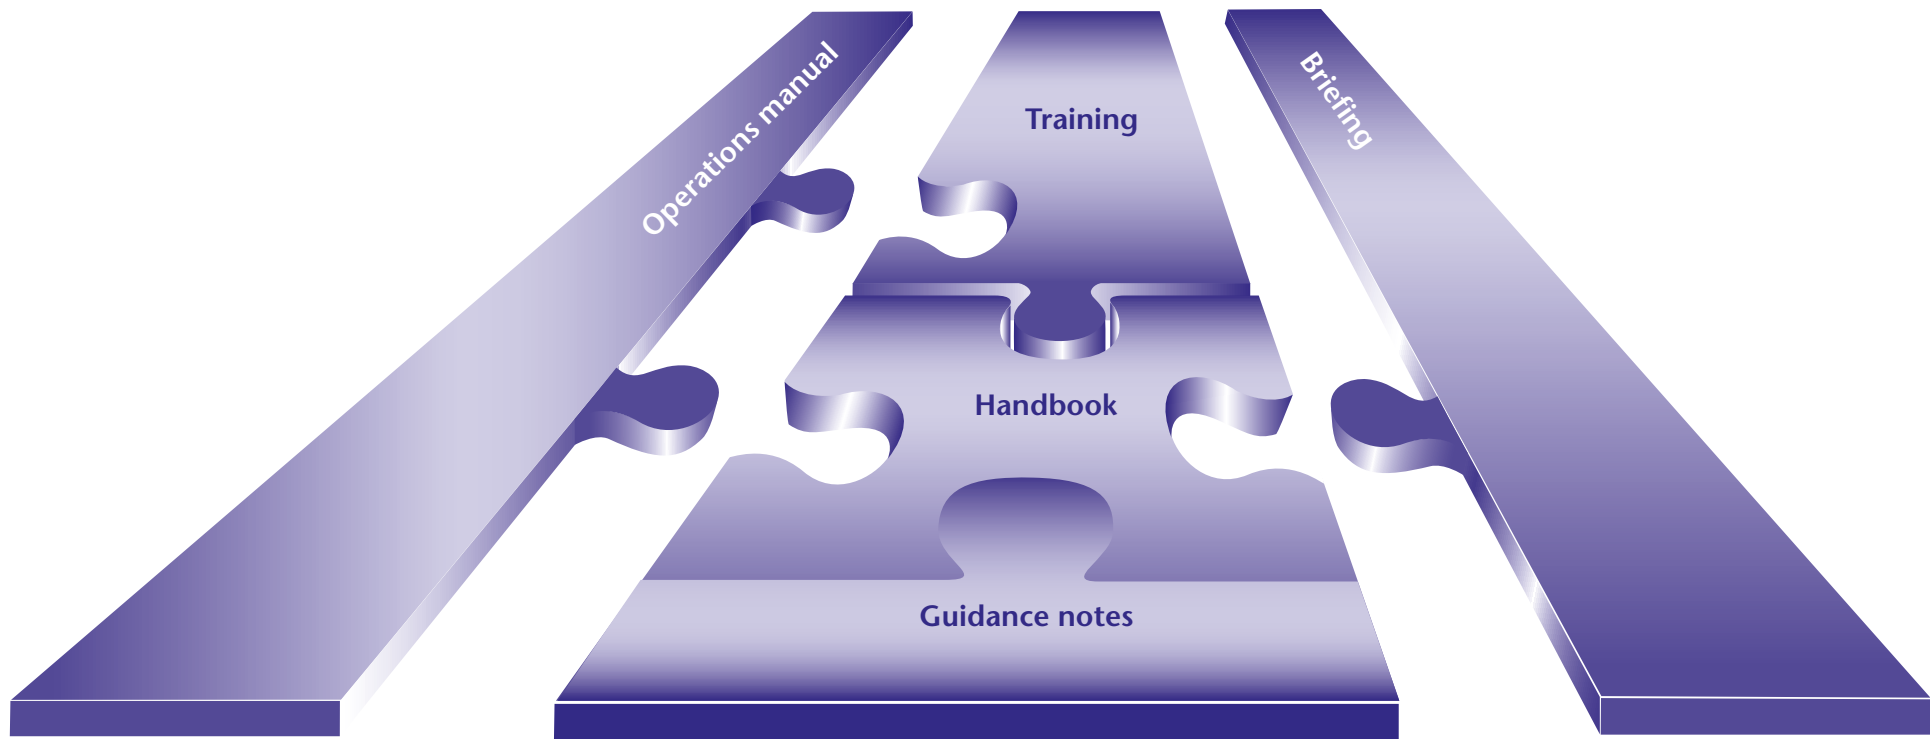 Operations manual
Training
Briefing
Handbook
Guidance notes